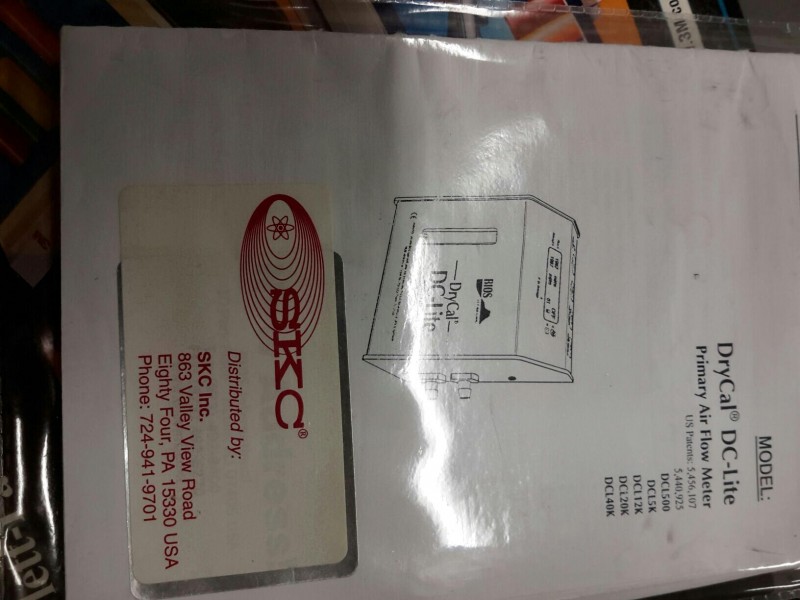 MODEL:
DryCal® DC-Lite
Primary Air Flow Meter
US Patents: 5,456,107
5,440,925
DCL500
DCL5K
DCL12K
DCL20K
DCL40K
BIOS
DryCal®
DC-Lite
SKC®
Distributed by:
SKC Inc.
863 Valley View Road
Eighty Four, PA 15330 USA
Phone: 724-941-9701
3M